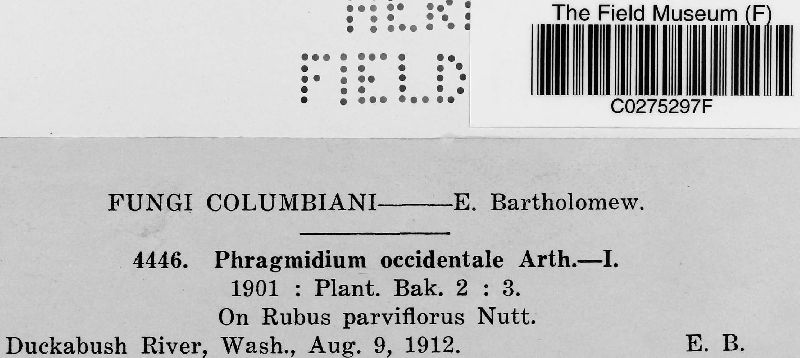 The Field Museum (F)
FIELD
C0275297F
FUNGI COLUMBIANI———E. Bartholomew.
4446. Phragmidium occidentale Arth.—I.
1901 : Plant. Bak. 2 : 3.
On Rubus parviflorus Nutt.
Duckabush River, Wash., Aug. 9, 1912. E. B.